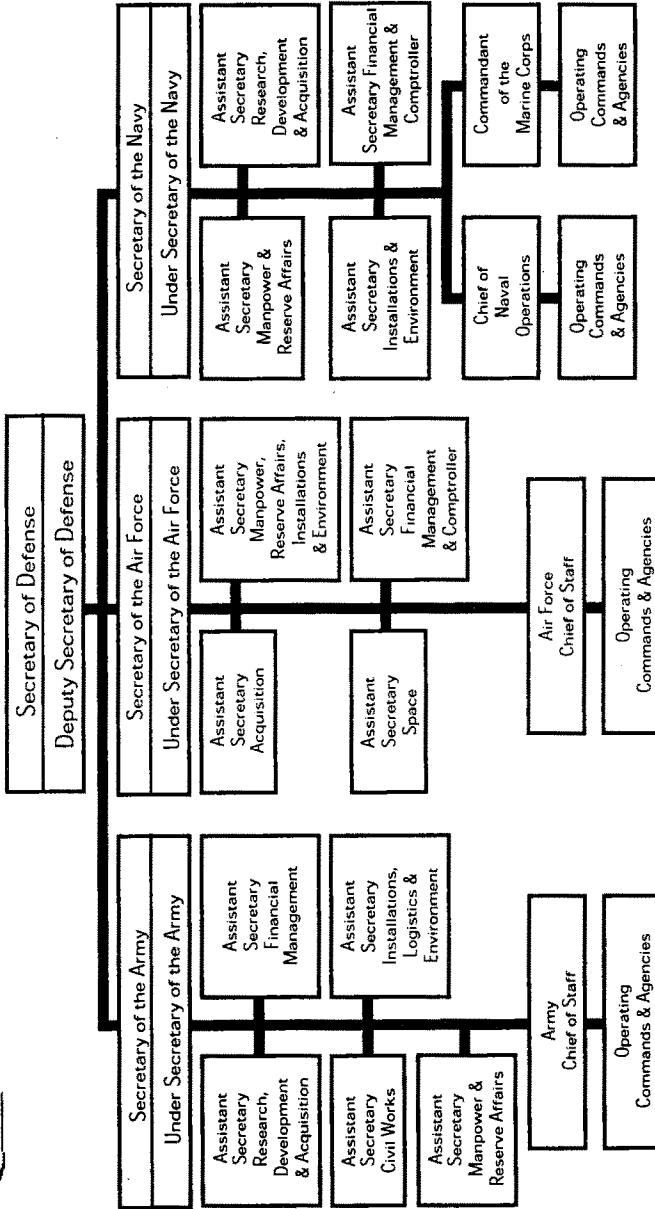 Secretary of Defense
Deputy Secretary of Defense
Secretary of the Army
Under Secretary of the Army
Assistant
Secretary
Research,
Development
& Acquisition
Assistant
Secretary
Financial
Management
Assistant
Secretary
Civil Works
Assistant
Secretary
Installations,
Logistics &
Environment
Assistant
Secretary
Manpower &
Reserve Affairs
Army
Chief of Staff
Operating
Commands & Agencies
Secretary of the Air Force
Under Secretary of the Air Force
Assistant
Secretary
Acquisition
Assistant
Secretary
Manpower,
Reserve Affairs,
Installations
& Environment
Assistant
Secretary
Space
Assistant
Secretary
Financial
Management
& Comptroller
Air Force
Chief of Staff
Operating
Commands & Agencies
Secretary of the Navy
Under Secretary of the Navy
Assistant
Secretary
Manpower &
Reserve Affairs
Assistant
Secretary
Research,
Development
& Acquisition
Assistant
Secretary
Installations &
Environment
Assistant
Secretary Financial
Management &
Comptroller
Chief of
Naval
Operations
Operating
Commands
& Agencies
Commandant
of the
Marine Corps
Operating
Commands
& Agencies